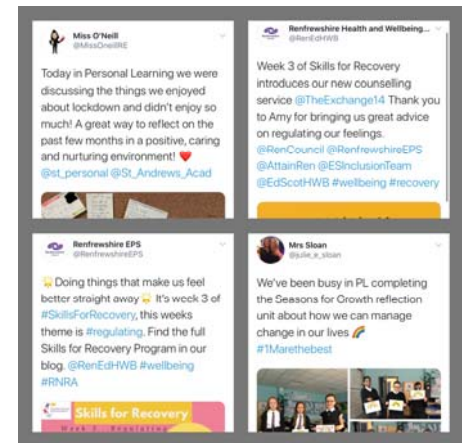 Miss O'Neill
@MissOneillRE
Today in Personal Learning we were
discussing the things we enjoyed
about lockdown and didn't enjoy so
much! A great way to reflect on the
past few months in a positive, caring
and nurturing environment! ❤️
@st_personal @St_Andrews_Acad
Renfrewshire Health and Wellbeing...
@RenEdHWB
Week 3 of Skills for Recovery
introduces our new counselling
service @TheExchange14 Thank you
to Amy for bringing us great advice
on regulating our feelings.
@RenCouncil @RenfrewshireEPS
@AttainRen @ESInclusionTeam
@EdScotHWB #wellbeing #recovery
Renfrewshire EPS
@RenfrewshireEPS
Doing things that make us feel
better straight away It's week 3 of
#SkillsForRecovery, this weeks
theme is #regulating. Find the full
Skills for Recovery Program in our
blog. @RenEdHWB #wellbeing
#RNRA
Skills for Recovery
Week 3...Regulating
Mrs Sloan
@julie_e_sloan
We've been busy in PL completing
the Seasons for Growth reflection
unit about how we can manage
change in our lives 🌈
#1Marethebest